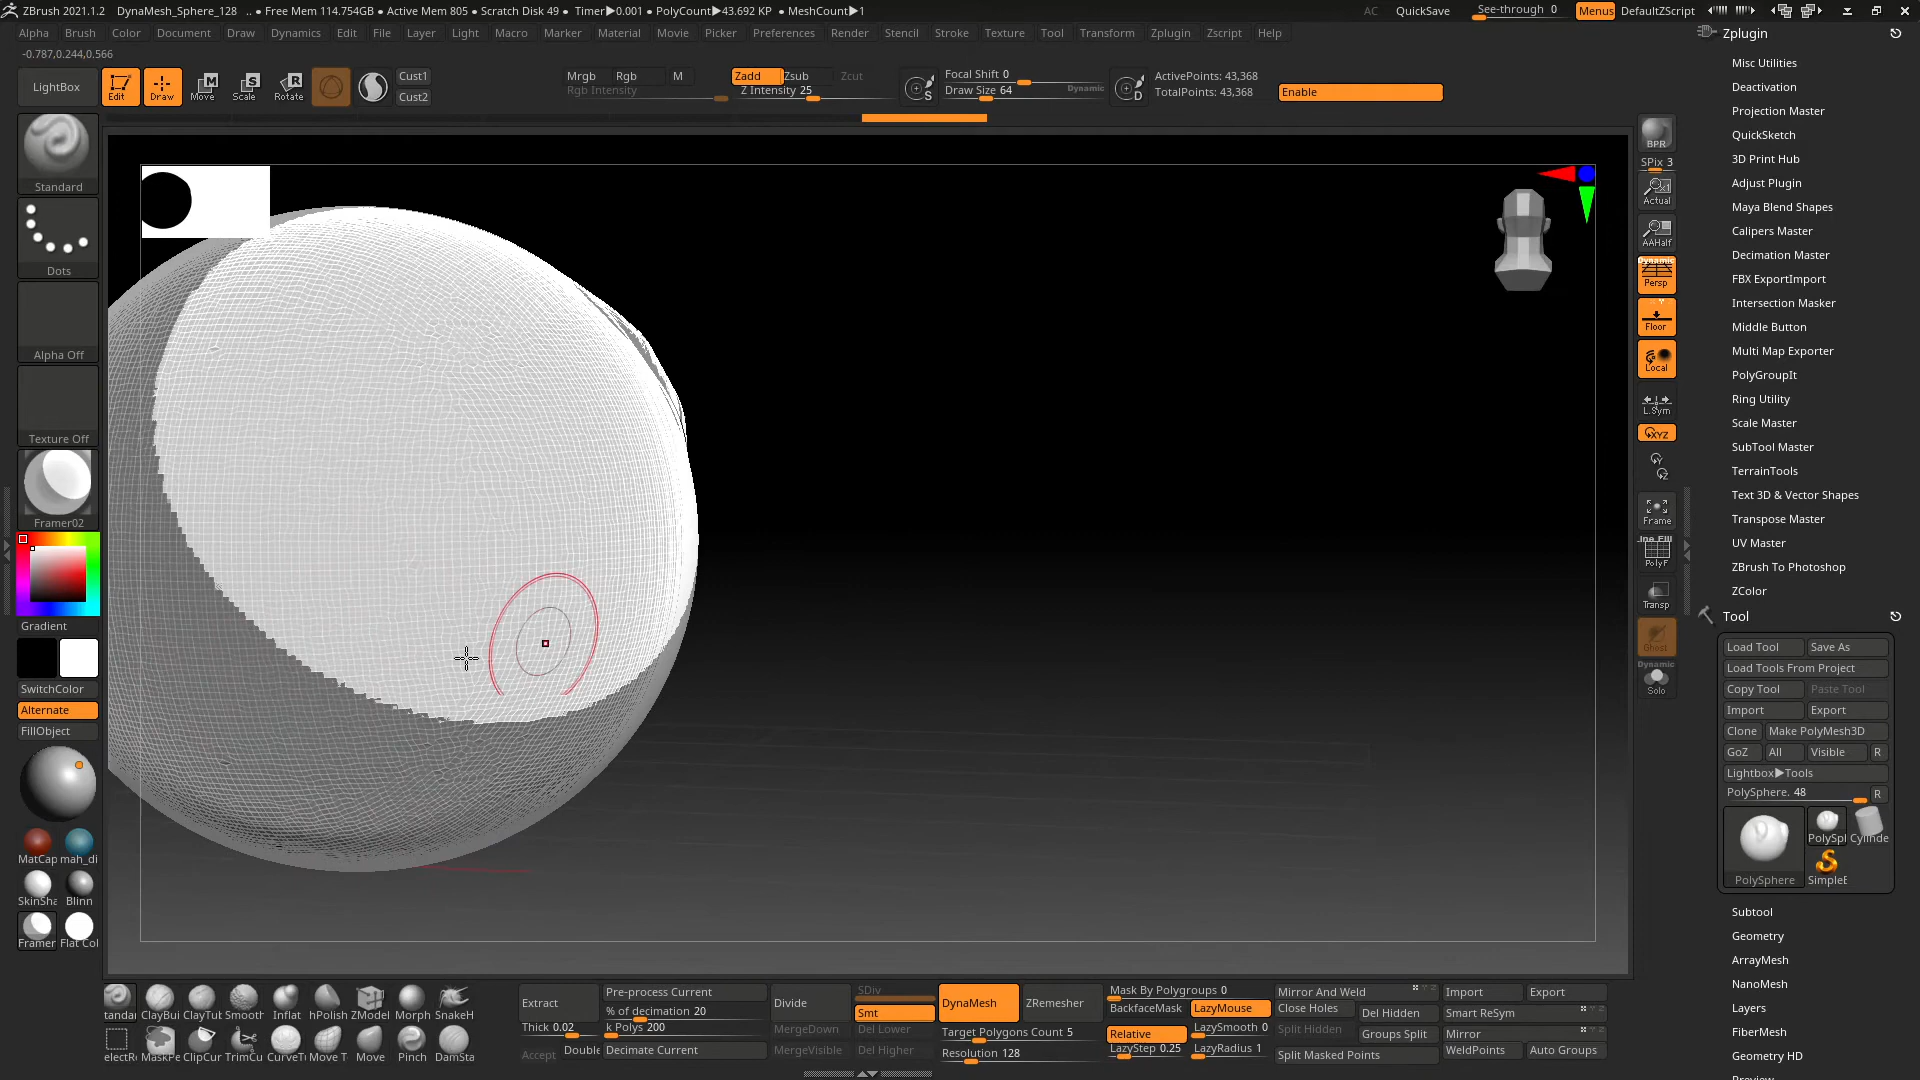 ZBrush 2021.1.2 DynaMesh_Sphere_128 .. • Free Mem 114.754GB • Active Mem 805 • Scratch Disk 49 • Timer▶0.001 • PolyCount▶43.692 KP • MeshCount▶1 AC QuickSave See-through 0 Menus DefaultZScript
Alpha Brush Color Document Draw Dynamics Edit File Layer Light Macro Marker Material Movie Picker Preferences Render Stencil Stroke Texture Tool Transform Zplugin Zscript Help
-0.787,0.244,0.566
LightBox Edit Draw Move Scale Rotate Cust1
Cust2
Mrgb Rgb M
Rgb Intensity
Zadd Zsub Zcut
Z Intensity 25
S
Focal Shift 0
Draw Size 64 Dynamic
D
ActivePoints: 43,368
TotalPoints: 43,368
Enable
Standard
Dots
Alpha Off
Texture Off
Framer02
Gradient
SwitchColor
Alternate
FillObject
MatCap mah_di
SkinSha Blinn
Framer Flat Col
BPR
SPix 3
Actual
AAHalf
Dynamic
Persp
Floor
Local
L.Sym
XYZ
Frame
Line Fill
PolyF
Transp
Ghost
Dynamic
Solo
Zplugin
Misc Utilities
Deactivation
Projection Master
QuickSketch
3D Print Hub
Adjust Plugin
Maya Blend Shapes
Calipers Master
Decimation Master
FBX ExportImport
Intersection Masker
Middle Button
Multi Map Exporter
PolyGroupIt
Ring Utility
Scale Master
SubTool Master
TerrainTools
Text 3D & Vector Shapes
Transpose Master
UV Master
ZBrush To Photoshop
ZColor
Tool
Load Tool Save As
Load Tools From Project
Copy Tool Paste Tool
Import Export
Clone Make PolyMesh3D
GoZ All Visible R
Lightbox▶Tools
PolySphere. 48 R
PolySpl Cylinde
PolySphere SimpleE
Subtool
Geometry
ArrayMesh
NanoMesh
Layers
FiberMesh
Geometry HD
Preview
tandar ClayBui ClayTub Smooth Inflat hPolish ZModel Morph SnakeH
electRe MaskPe ClipCur TrimCu CurveTu Move T Move Pinch DamSta
Extract
Thick 0.02
Accept Double
Pre-process Current
% of decimation 20
k Polys 200
Decimate Current
Divide
MergeDown
MergeVisible
SDiv
Smt
Del Lower
Del Higher
DynaMesh ZRemesher
Target Polygons Count 5
Resolution 128
Mask By Polygroups 0
BackfaceMask LazyMouse
Relative LazySmooth 0
LazyStep 0.25 LazyRadius 1
Mirror And Weld
Close Holes Del Hidden
Split Hidden Groups Split
Split Masked Points
Import Export
Smart ReSym
Mirror
WeldPoints Auto Groups